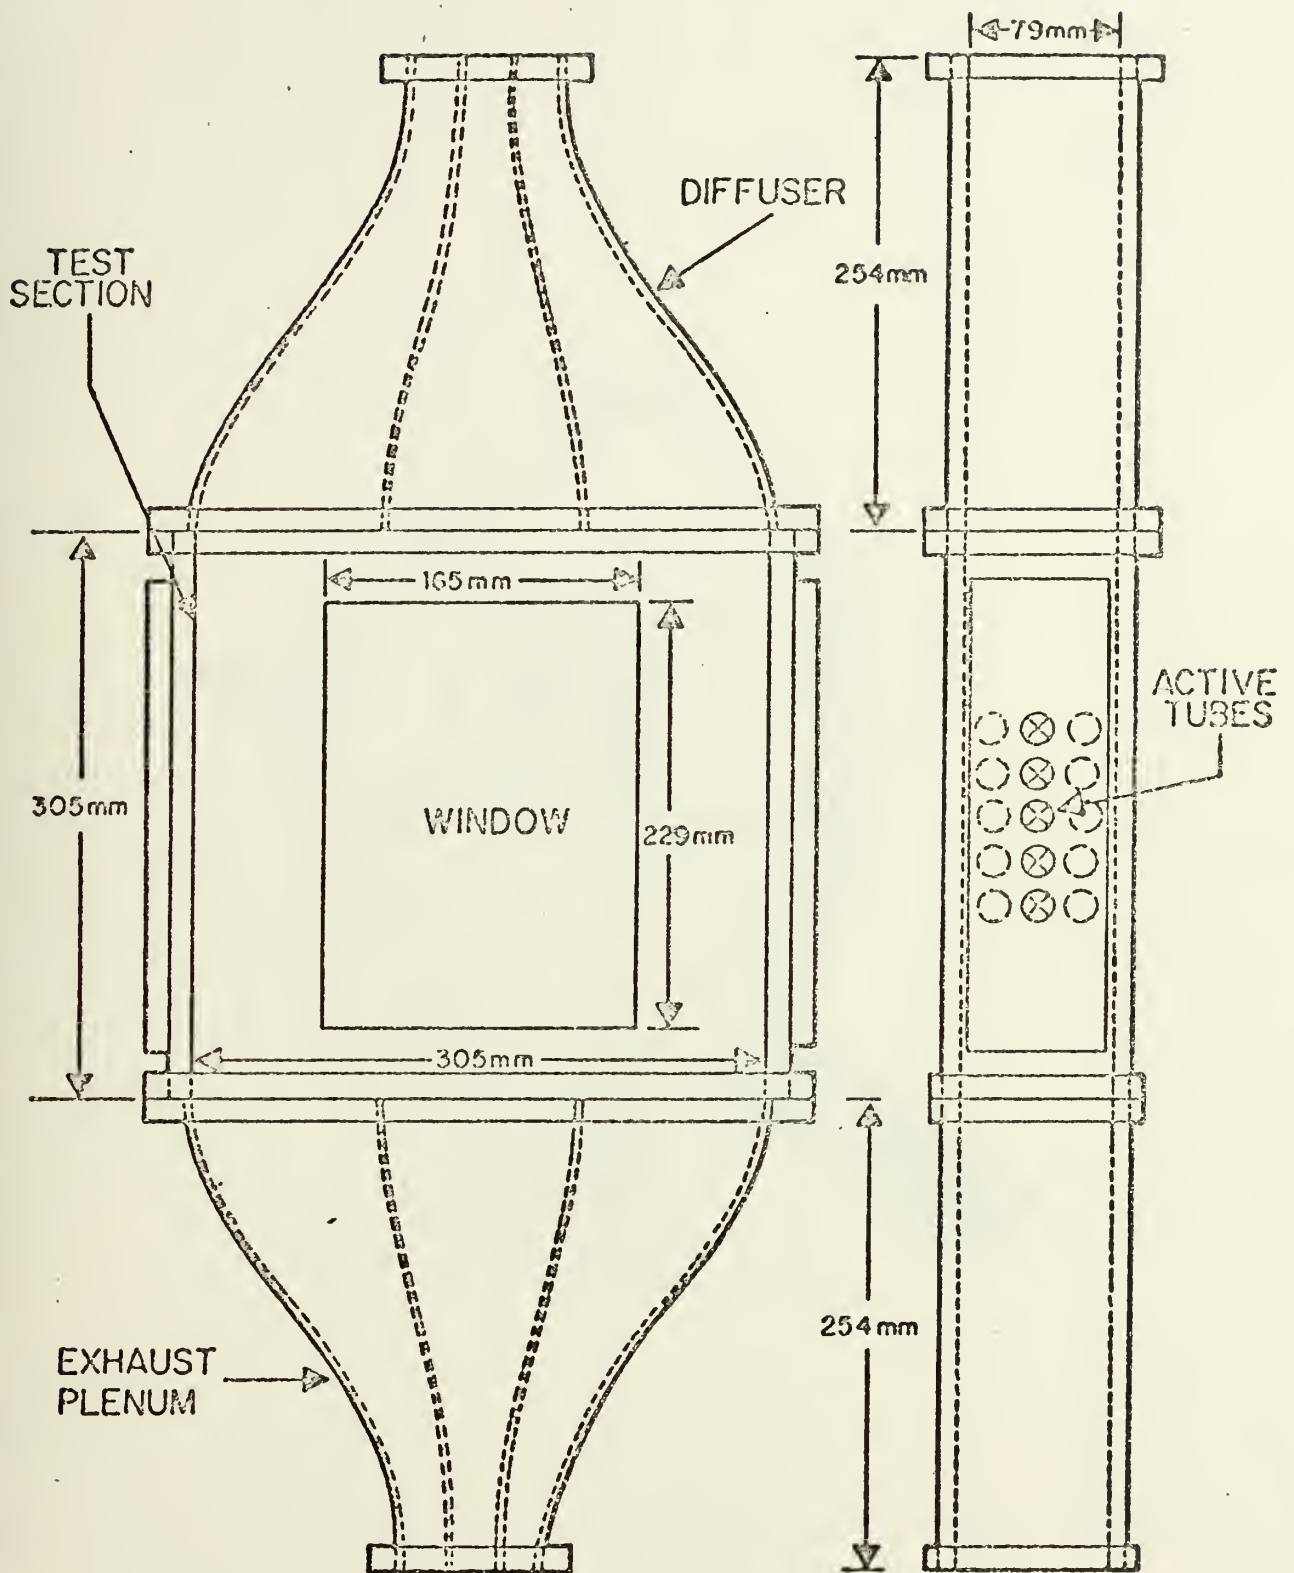 79mm
DIFFUSER
TEST
SECTION
254mm
165mm
ACTIVE
TUBES
305mm
WINDOW
229mm
305mm
254mm
EXHAUST
PLENUM